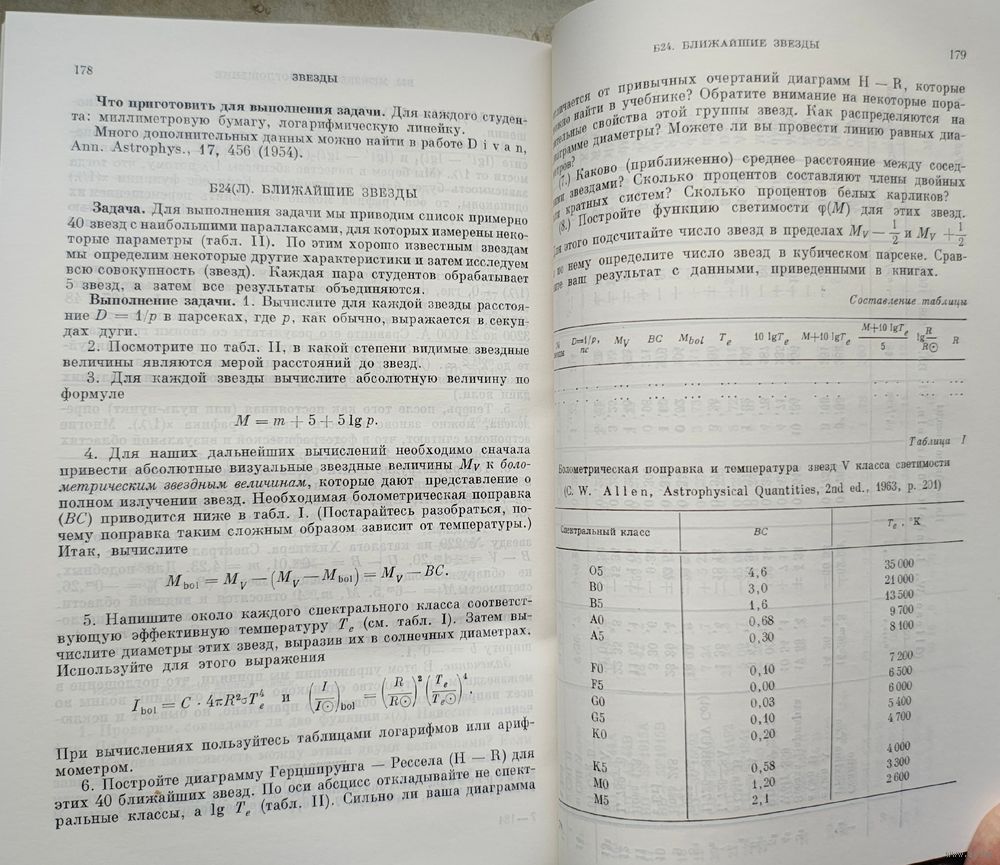 178
ЗВЕЗДЫ
Что приготовить для выполнения задачи. Для каждого студен-
та: миллиметровую бумагу, логарифмическую линейку.
Много дополнительных данных можно найти в работе D i v a n,
Ann. Astrophys., 17, 456 (1954).
Б24(Л). БЛИЖАЙШИЕ ЗВЕЗДЫ
Задача. Для выполнения задачи мы приводим список примерно
40 звезд с наибольшими параллаксами, для которых измерены неко-
торые параметры (табл. II). По этим хорошо известным звездам
мы определим некоторые другие характеристики и затем исследуем
всю совокупность (звезд). Каждая пара студентов обрабатывает
5 звезд, а затем все результаты объединяются.
Выполнение задачи. 1. Вычислите для каждой звезды расстоя-
ние D = 1/p в парсеках, где p, как обычно, выражается в секун-
дах дуги.
2. Посмотрите по табл. II, в какой степени видимые звездные
величины являются мерой расстояний до звезд.
3. Для каждой звезды вычислите абсолютную величину по
формуле
M = m + 5 + 5 lg p.
4. Для наших дальнейших вычислений необходимо сначала
привести абсолютные визуальные звездные величины M_V к боло-
метрическим звездным величинам, которые дают представление о
полном излучении звезд. Необходимая болометрическая поправка
(BC) приводится ниже в табл. I. (Постарайтесь разобраться, по-
чему поправка таким сложным образом зависит от температуры.)
Итак, вычислите
M_bol = M_V — (M_V — M_bol) = M_V — BC.
5. Напишите около каждого спектрального класса соответст-
вующую эффективную температуру T_e (см. табл. I). Затем вы-
числите диаметры этих звезд, выразив их в солнечных диаметрах.
Используйте для этого выражения
I_bol = C · 4πR²σT_e⁴ и (I/I⊙)_bol = (R/R⊙)² (T_e/T_e⊙)⁴.
При вычислениях пользуйтесь таблицами логарифмов или ариф-
мометром.
6. Постройте диаграмму Герцшпрунга — Рессела (H — R) для
этих 40 ближайших звезд. По оси абсцисс откладывайте не спект-
ральные классы, а lg T_e (табл. II). Сильно ли ваша диаграмма
Б24. БЛИЖАЙШИЕ ЗВЕЗДЫ
179
от привычных очертаний диаграмм H — R, которые
найти в учебнике? Обратите внимание на некоторые пора-
свойства этой группы звезд. Как распределяются на
диаметры? Можете ли вы провести линию равных диа-
(7.) Каково (приближенно) среднее расстояние между сосед-
звездами? Сколько процентов составляют члены двойных
кратных систем? Сколько процентов белых карликов?
(8.) Постройте функцию светимости φ(M) для этих звезд.
этого подсчитайте число звезд в пределах M_V — 1/2 и M_V + 1/2
по нему определите число звезд в кубическом парсеке. Срав-
ваш результат с данными, приведенными в книгах.
Составление таблицы
D=1/p, пс M_V BC M_bol T_e 10 lgT_e M+10 lgT_e (M+10 lgT_e)/5 lg R/R⊙ R
Таблица I
Болометрическая поправка и температура звезд V класса светимости
(C. W. A l l e n, Astrophysical Quantities, 2nd ed., 1963, p. 201)
Спектральный класс BC T_e, °K
O5 4,6 35 000
B0 3,0 21 000
B5 1,6 13 500
A0 0,68 9 700
A5 0,30 8 100
F0 0,10 7 200
F5 0,00 6 500
G0 0,03 6 000
G5 0,10 5 400
K0 0,20 4 700
K5 0,58 4 000
M0 1,20 3 300
M5 2,1 2 600